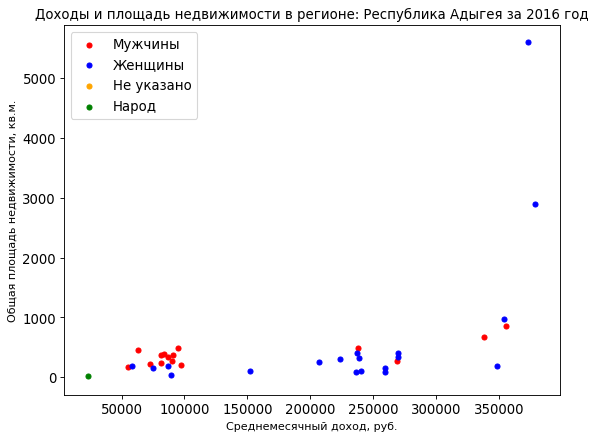 Доходы и площадь недвижимости в регионе: Республика Адыгея за 2016 год
Мужчины
Женщины
Не указано
Народ
Общая площадь недвижимости, кв.м.
5000
4000
3000
2000
1000
0
50000 100000 150000 200000 250000 300000 350000
Среднемесячный доход, руб.